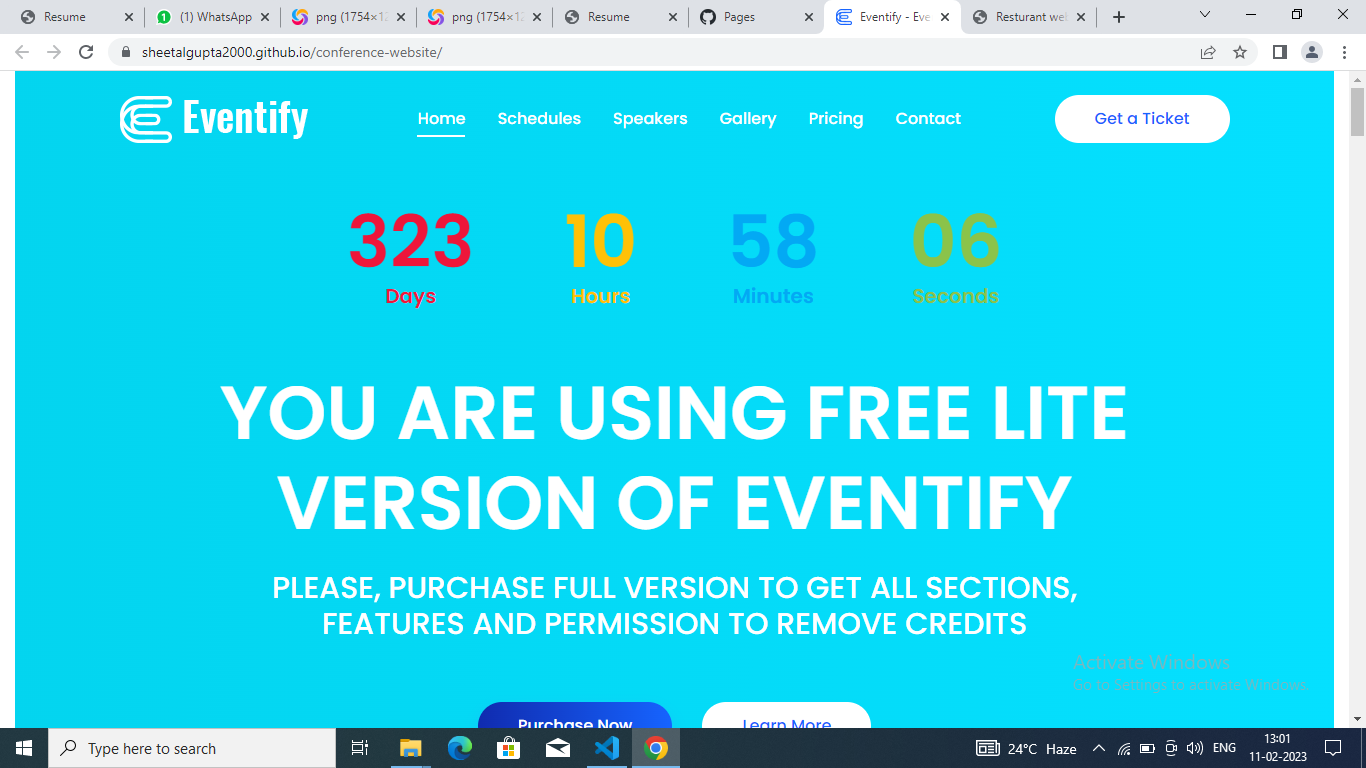 Resume
(1) WhatsApp
png (1754×12
png (1754×12
Resume
Pages
Eventify - Eve
Resturant web
sheetalgupta2000.github.io/conference-website/
Eventify
Home
Schedules
Speakers
Gallery
Pricing
Contact
Get a Ticket
323
10
58
06
Days
Hours
Minutes
Seconds
YOU ARE USING FREE LITE
VERSION OF EVENTIFY
PLEASE, PURCHASE FULL VERSION TO GET ALL SECTIONS,
FEATURES AND PERMISSION TO REMOVE CREDITS
Activate Windows
Go to Settings to activate Windows.
Purchase Now
Learn More
Type here to search
24°C Haze
ENG
13:01
11-02-2023